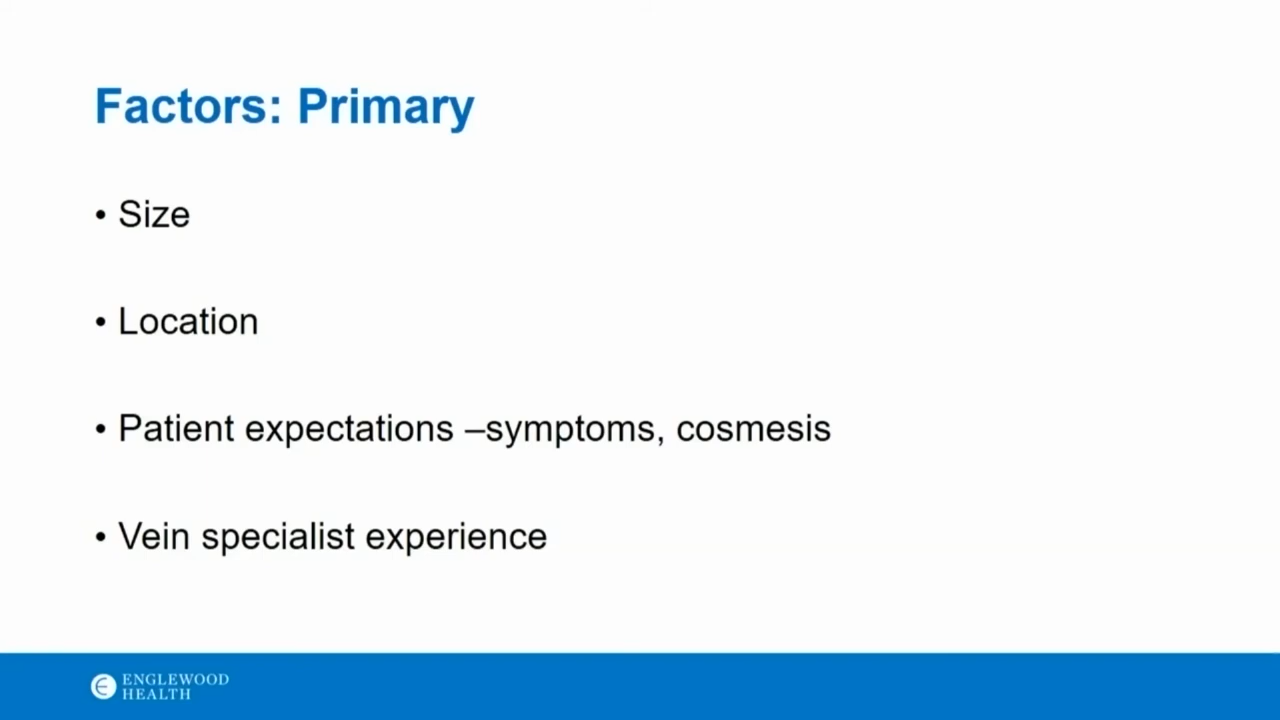 Factors: Primary
• Size
• Location
• Patient expectations –symptoms, cosmesis
• Vein specialist experience
ENGLEWOOD
HEALTH